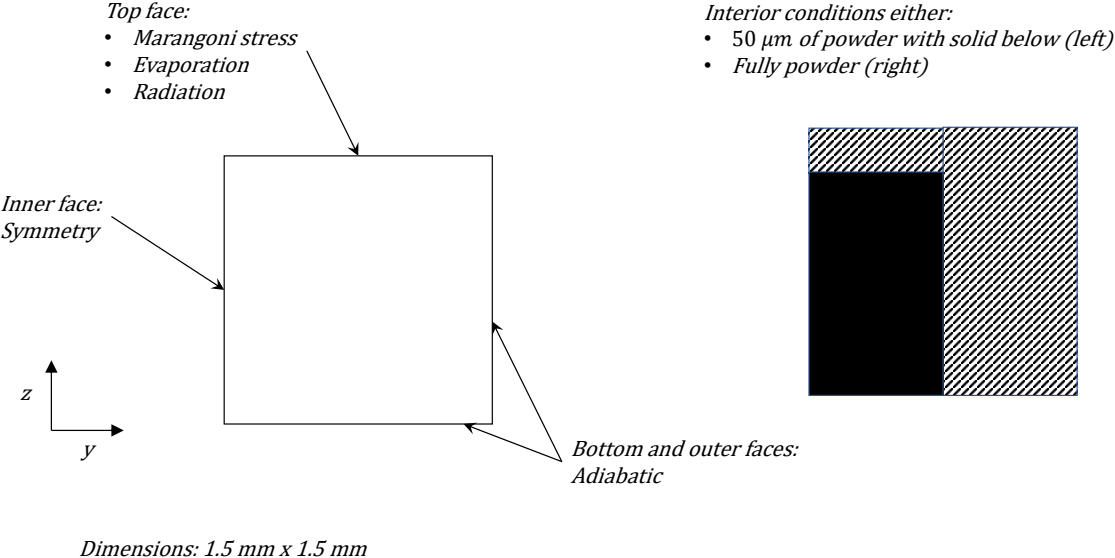 Top face:
• Marangoni stress
• Evaporation
• Radiation
Interior conditions either:
• 50 μm of powder with solid below (left)
• Fully powder (right)
Inner face:
Symmetry
z
y
Bottom and outer faces:
Adiabatic
Dimensions: 1.5 mm x 1.5 mm